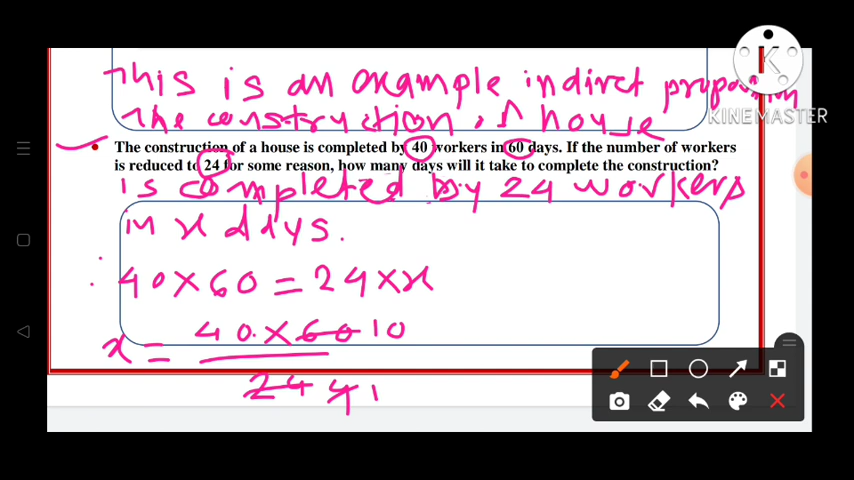 This is an example indirct proportion
K
KINEMASTER
The construction of house
• The construction of a house is completed by 40 workers in 60 days. If the number of workers
is reduced to 24 for some reason, how many days will it take to complete the construction?
is completed by 24 workers
in x days.
40×60=24×x
x = 40×60 10
24 41